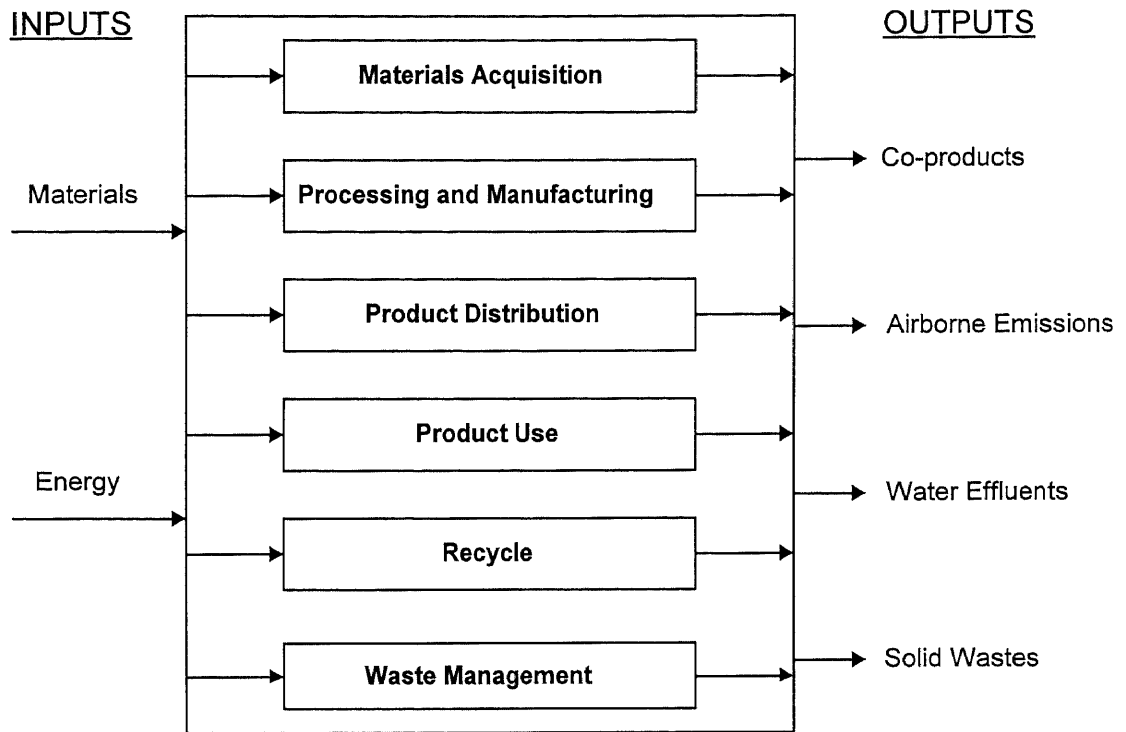 INPUTS
OUTPUTS
Materials Acquisition
Co-products
Materials
Processing and Manufacturing
Product Distribution
Airborne Emissions
Product Use
Energy
Water Effluents
Recycle
Solid Wastes
Waste Management